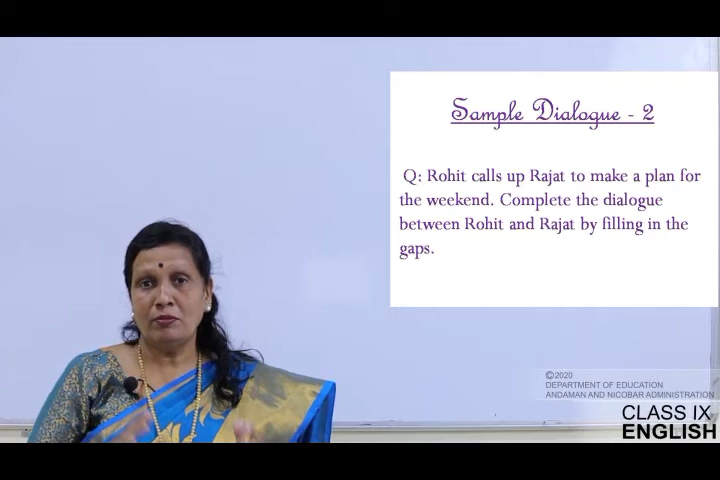 Sample Dialogue - 2
Q: Rohit calls up Rajat to make a plan for
the weekend. Complete the dialogue
between Rohit and Rajat by filling in the
gaps.
©2020
DEPARTMENT OF EDUCATION
ANDAMAN AND NICOBAR ADMINISTRATION
CLASS IX
ENGLISH